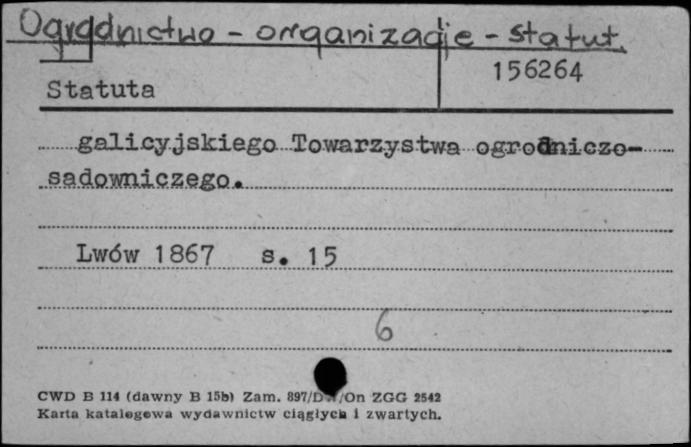 Ogrodnictwo - organizacje - statut.
156264
Statuta
galicyjskiego Towarzystwa ogrodniczo-
sadowniczego.
Lwów 1867 s. 15
6
CWD B 114 (dawny B 15b) Zam. 897/D /On ZGG 2542
Karta katalogowa wydawnictw ciągłych i zwartych.